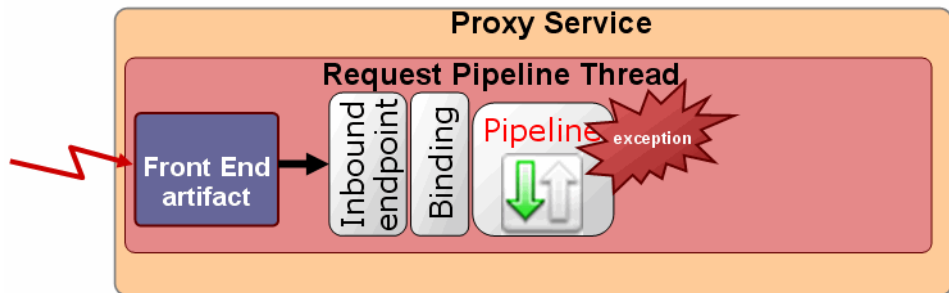 Proxy Service
Request Pipeline Thread
Front End
artifact
Inbound
endpoint
Binding
Pipeline
exception